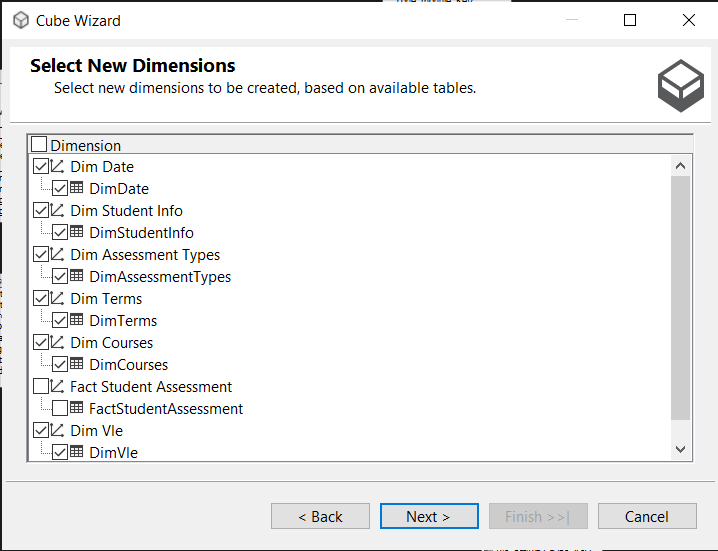 Cube Wizard
Select New Dimensions
Select new dimensions to be created, based on available tables.
Dimension
Dim Date
DimDate
Dim Student Info
DimStudentInfo
Dim Assessment Types
DimAssessmentTypes
Dim Terms
DimTerms
Dim Courses
DimCourses
Fact Student Assessment
FactStudentAssessment
Dim Vle
DimVle
< Back
Next >
Finish >>|
Cancel